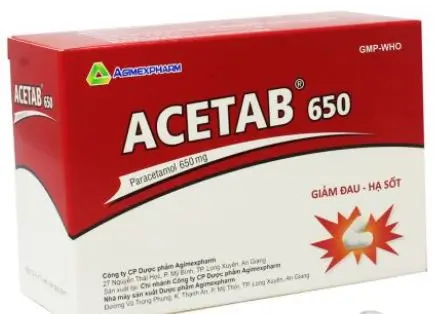 AGIMEXPHARM
GMP-WHO
ACETAB® 650
Paracetamol 650mg
GIẢM ĐAU - HẠ SỐT
Công ty CP Dược phẩm Agimexpharm
27 Nguyễn Thái Học, P. Mỹ Bình, TP. Long Xuyên, An Giang
Sản xuất tại: Chi nhánh Công ty CP Dược phẩm Agimexpharm
Nhà máy sản xuất Dược phẩm Agimexpharm
Đường Vũ Trọng Phụng, K. Thạnh An, P. Mỹ Thới, TP. Long Xuyên, An Giang
ACETAB® 650